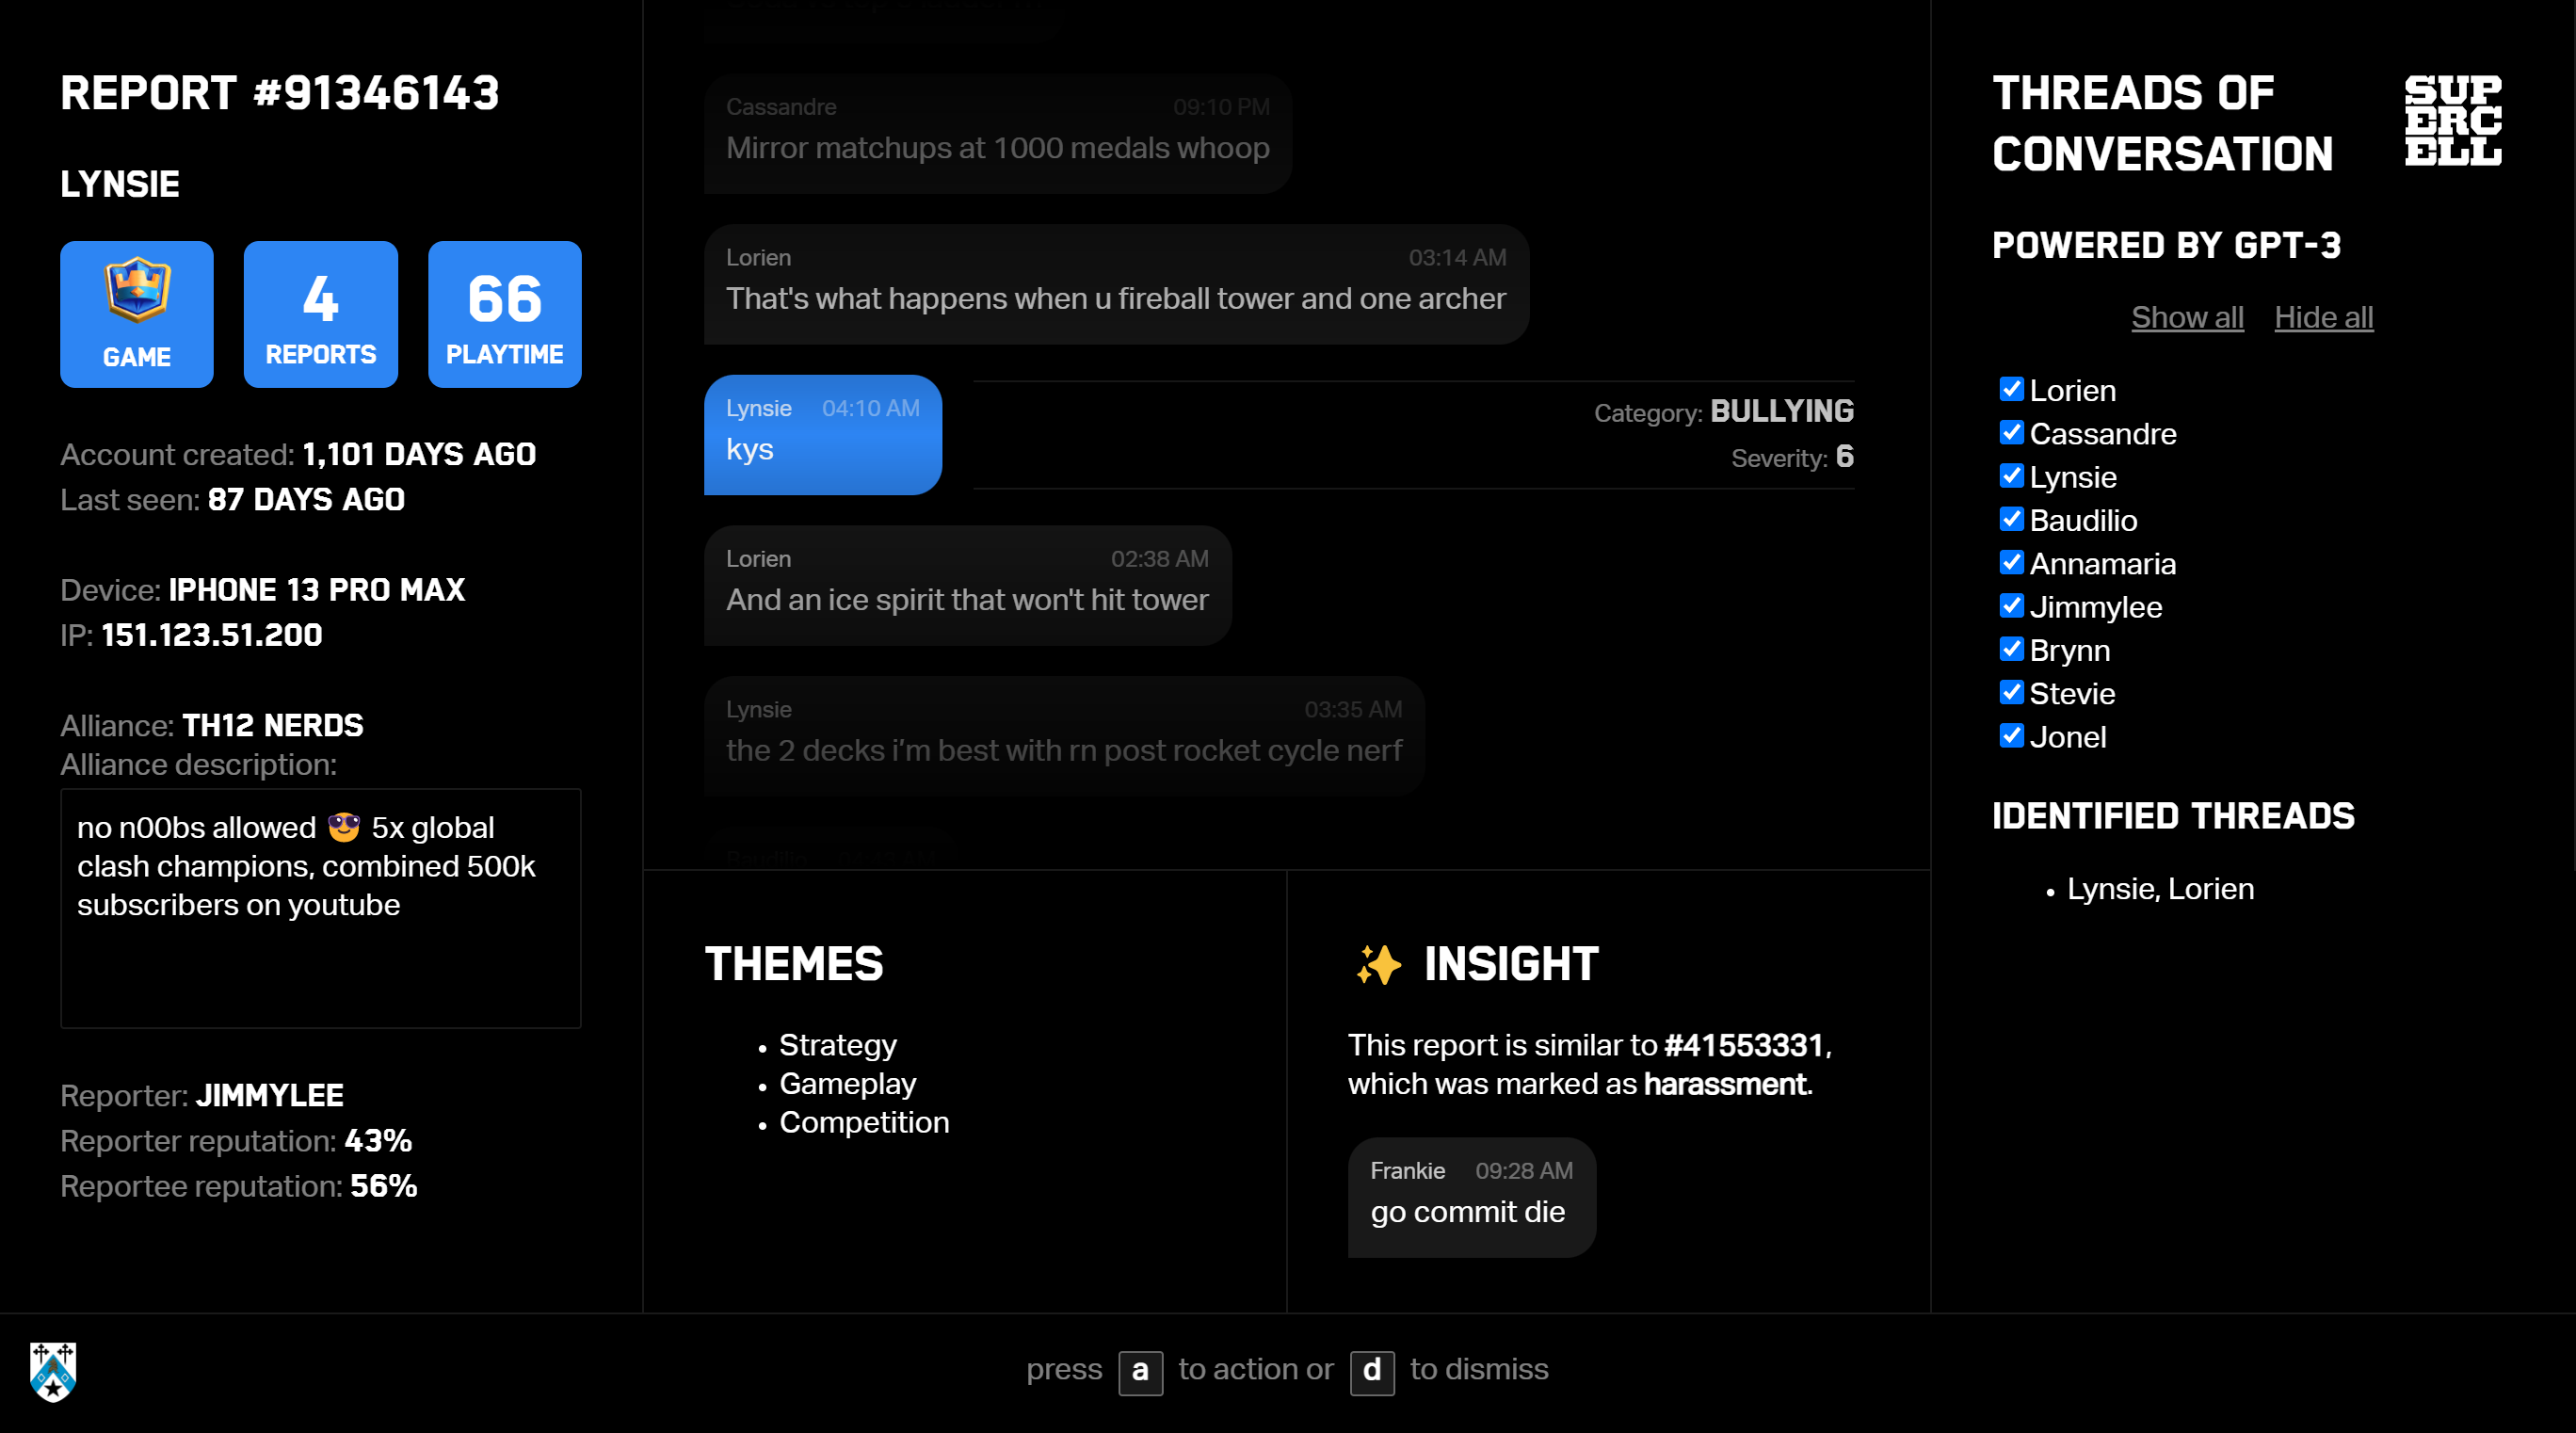 REPORT #91346143
LYNSIE
GAME
4
REPORTS
66
PLAYTIME
Account created: 1,101 DAYS AGO
Last seen: 87 DAYS AGO
Device: IPHONE 13 PRO MAX
IP: 151.123.51.200
Alliance: TH12 NERDS
Alliance description:
no n00bs allowed 😎 5x global
clash champions, combined 500k
subscribers on youtube
Reporter: JIMMYLEE
Reporter reputation: 43%
Reportee reputation: 56%
Cassandre 09:10 PM
Mirror matchups at 1000 medals whoop
Lorien 03:14 AM
That's what happens when u fireball tower and one archer
Lynsie 04:10 AM
kys
Category: BULLYING
Severity: 6
Lorien 02:38 AM
And an ice spirit that won't hit tower
Lynsie 03:35 AM
the 2 decks i’m best with rn post rocket cycle nerf
Baudilio
THEMES
• Strategy
• Gameplay
• Competition
✨ INSIGHT
This report is similar to #41553331,
which was marked as harassment.
Frankie 09:28 AM
go commit die
THREADS OF
CONVERSATION
SUP
ERC
ELL
POWERED BY GPT-3
Show all Hide all
Lorien
Cassandre
Lynsie
Baudilio
Annamaria
Jimmylee
Brynn
Stevie
Jonel
IDENTIFIED THREADS
• Lynsie, Lorien
press a to action or d to dismiss